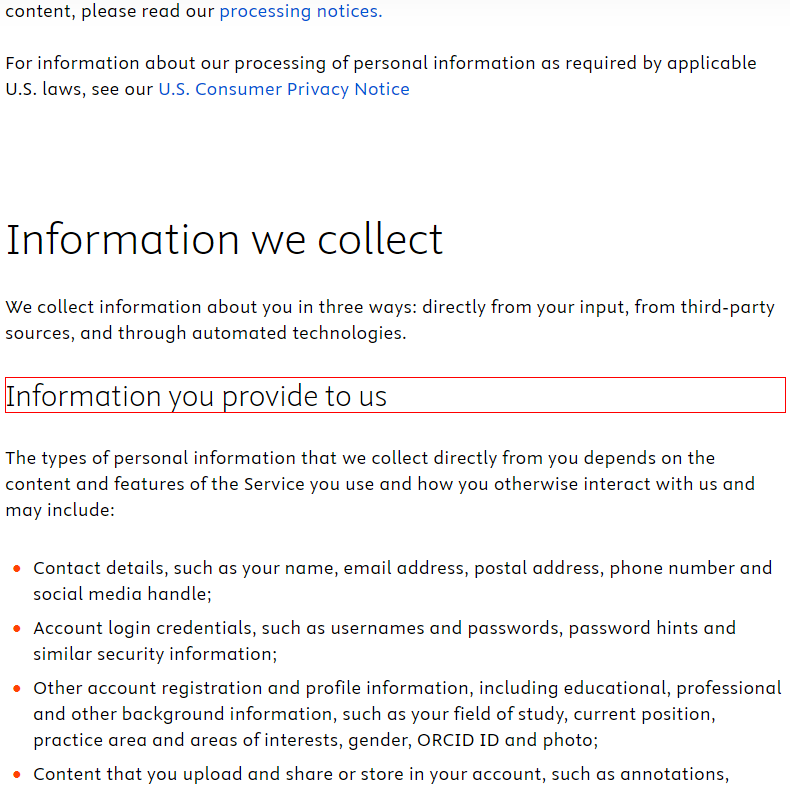 content, please read our processing notices.
For information about our processing of personal information as required by applicable
U.S. laws, see our U.S. Consumer Privacy Notice
Information we collect
We collect information about you in three ways: directly from your input, from third-party
sources, and through automated technologies.
Information you provide to us
The types of personal information that we collect directly from you depends on the
content and features of the Service you use and how you otherwise interact with us and
may include:
Contact details, such as your name, email address, postal address, phone number and
social media handle;
Account login credentials, such as usernames and passwords, password hints and
similar security information;
Other account registration and profile information, including educational, professional
and other background information, such as your field of study, current position,
practice area and areas of interests, gender, ORCID ID and photo;
Content that you upload and share or store in your account, such as annotations,